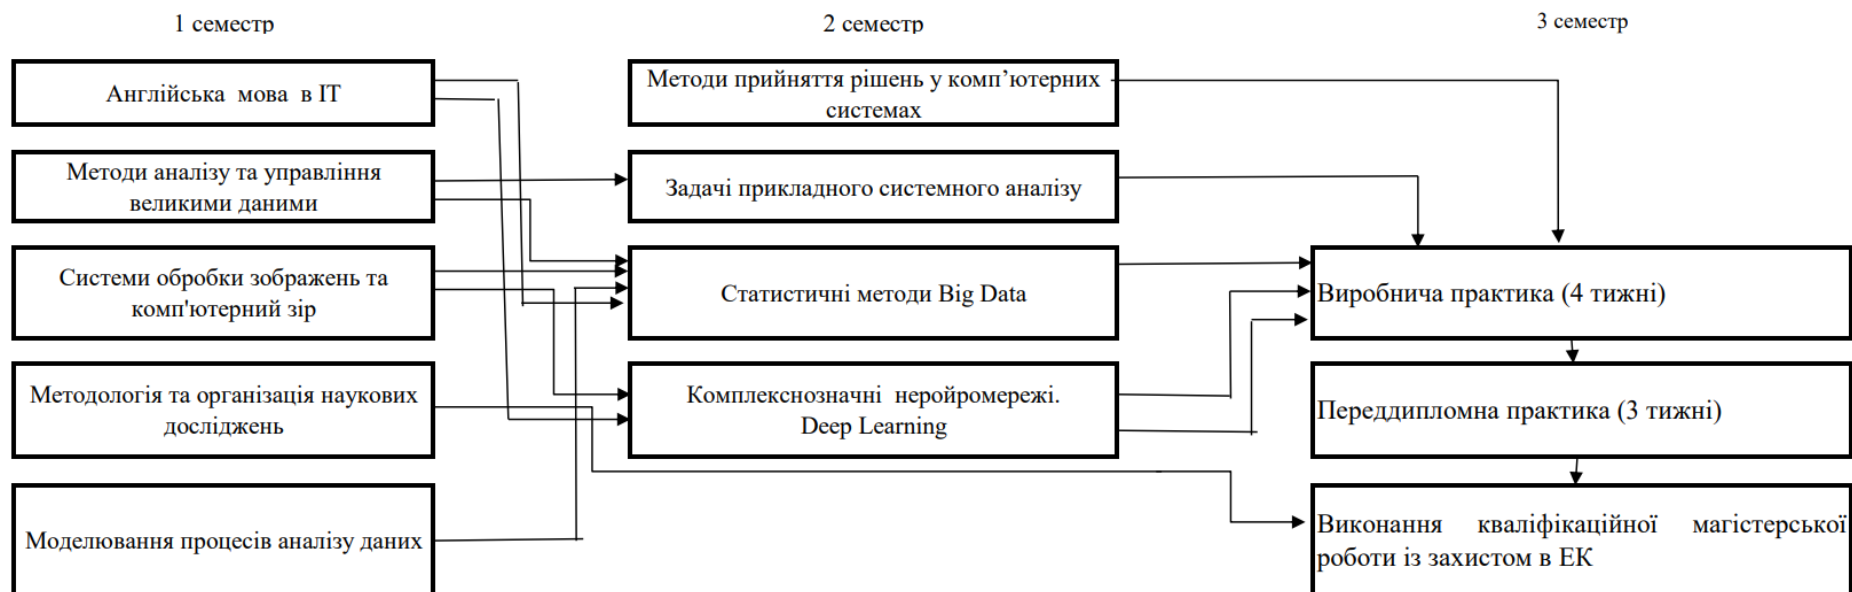 1 семестр
2 семестр
3 семестр
Англійська мова в ІТ
Методи аналізу та управління
великими даними
Системи обробки зображень та
комп'ютерний зір
Методологія та організація наукових
досліджень
Моделювання процесів аналізу даних
Методи прийняття рішень у комп’ютерних
системах
Задачі прикладного системного аналізу
Статистичні методи Big Data
Комплекснозначні неройромережі.
Deep Learning
Виробнича практика (4 тижні)
Переддипломна практика (3 тижні)
Виконання кваліфікаційної магістерської
роботи із захистом в ЕК